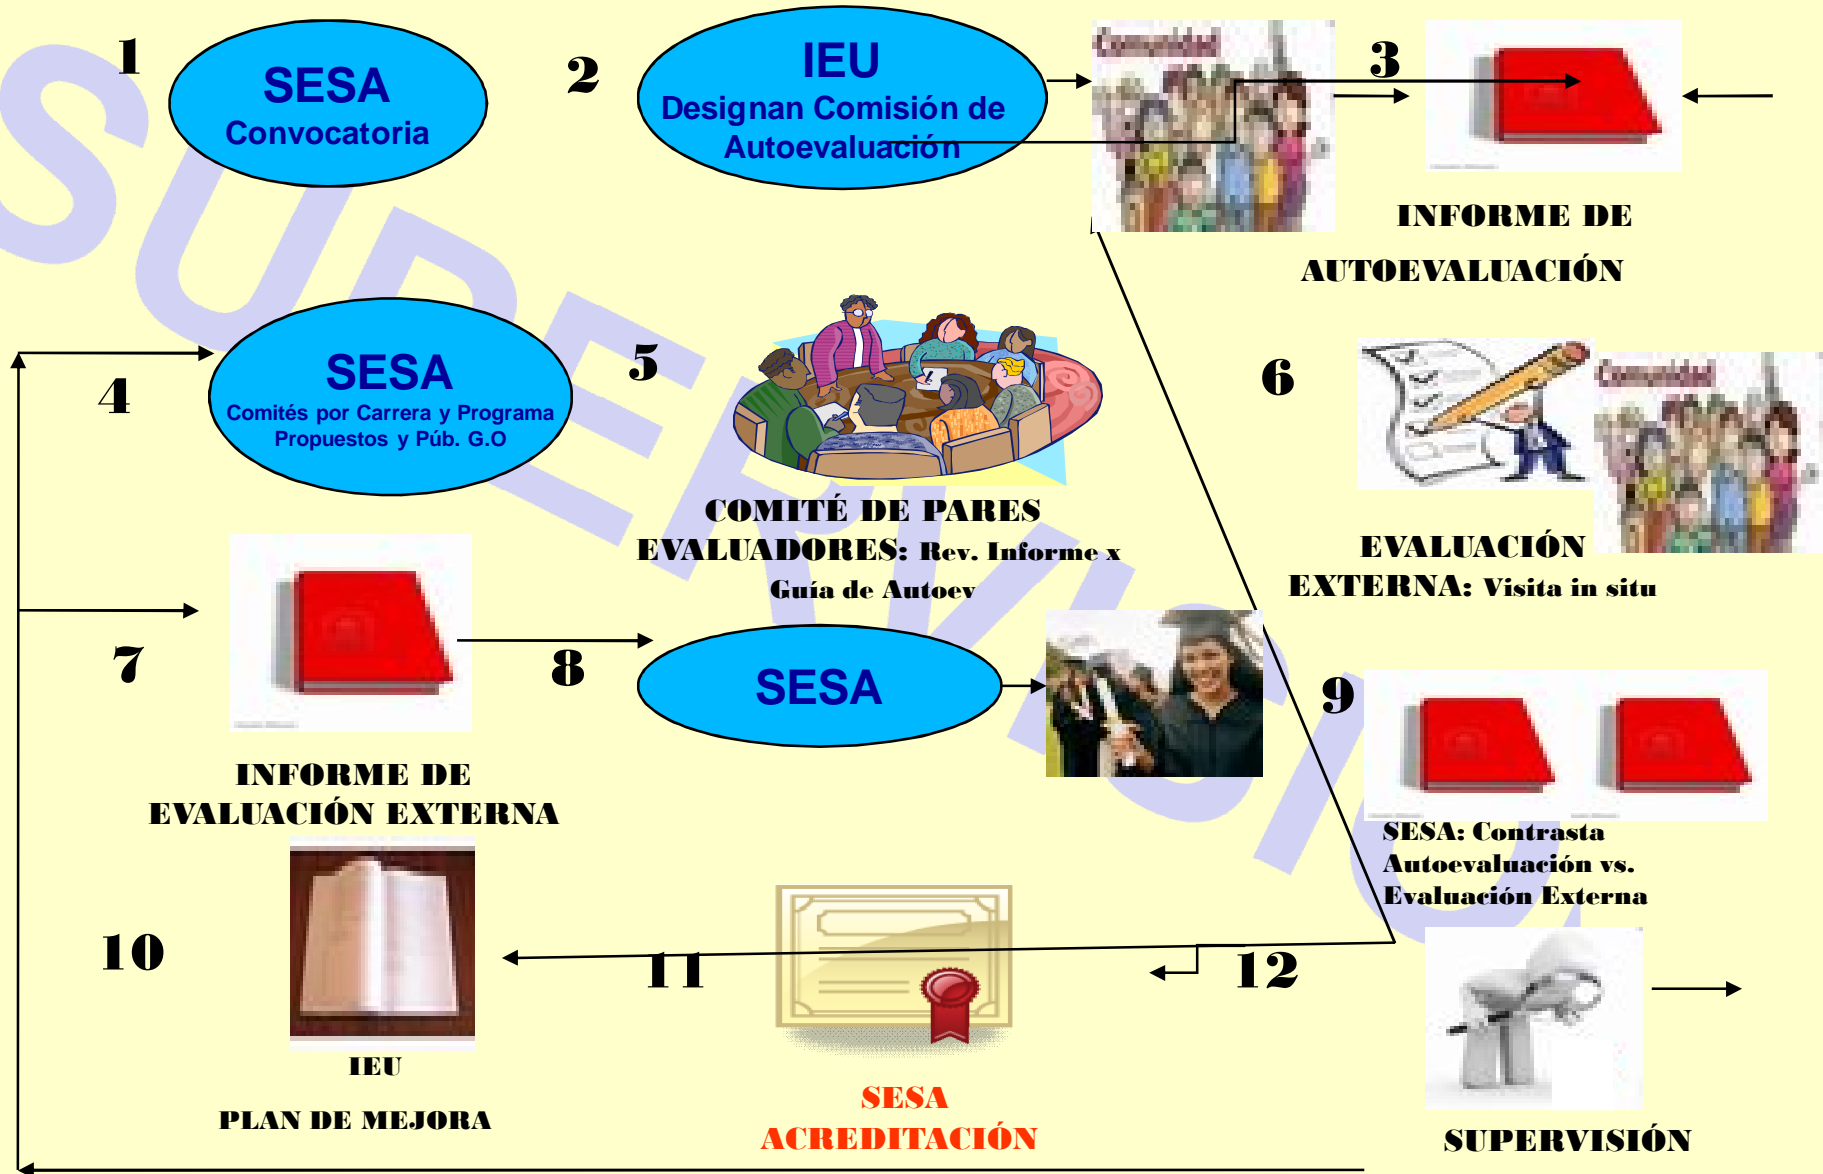 1
SESA
Convocatoria
2
IEU
Designan Comisión de
Autoevaluación
Comunidad
3
INFORME DE
AUTOEVALUACIÓN
4
SESA
Comités por Carrera y Programa
Propuestos y Púb. G.O
5
COMITÉ DE PARES
EVALUADORES: Rev. Informe x
Guía de Autoev
6
Comunidad
EVALUACIÓN
EXTERNA: Visita in situ
7
INFORME DE
EVALUACIÓN EXTERNA
8
SESA
9
SESA: Contrasta
Autoevaluación vs.
Evaluación Externa
10
IEU
PLAN DE MEJORA
11
SESA
ACREDITACIÓN
12
SUPERVISIÓN